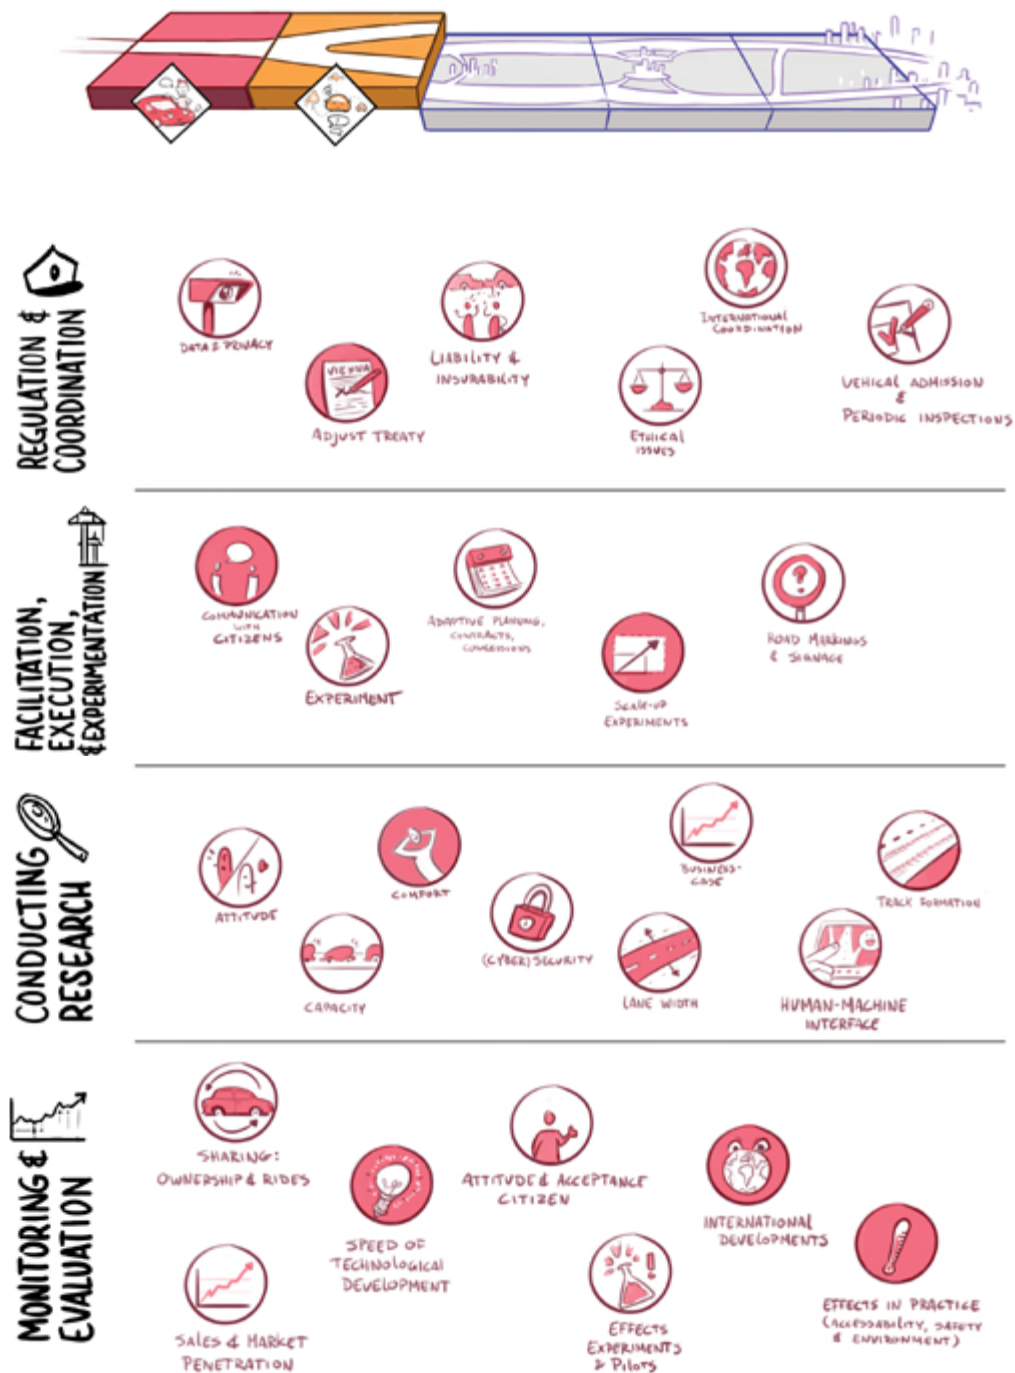 REGULATION &
COORDINATION
DATA & PRIVACY
VIENNA
ADJUST TREATY
LIABILITY &
INSURABILITY
ETHICAL
ISSUES
INTERNATIONAL
COORDINATION
VEHICAL ADMISSION
&
PERIODIC INSPECTIONS
FACILITATION,
EXECUTION,
& EXPERIMENTATION
COMMUNICATION
WITH
CITIZENS
EXPERIMENT
ADAPTIVE PLANNING,
CONTRACTS,
CONCESSIONS
SCALE-UP
EXPERIMENTS
ROAD MARKINGS
& SIGNAGE
CONDUCTING
RESEARCH
ATTITUDE
CAPACITY
COMFORT
(CYBER)SECURITY
LANE WIDTH
BUSINESS-
CASE
HUMAN-MACHINE
INTERFACE
TRACK FORMATION
MONITORING &
EVALUATION
SHARING:
OWNERSHIP & RIDES
SALES & MARKET
PENETRATION
SPEED OF
TECHNOLOGICAL
DEVELOPMENT
ATTITUDE & ACCEPTANCE
CITIZEN
EFFECTS
EXPERIMENTS
& PILOTS
INTERNATIONAL
DEVELOPMENTS
EFFECTS IN PRACTICE
(ACCESSABILITY, SAFETY
& ENVIRONMENT)